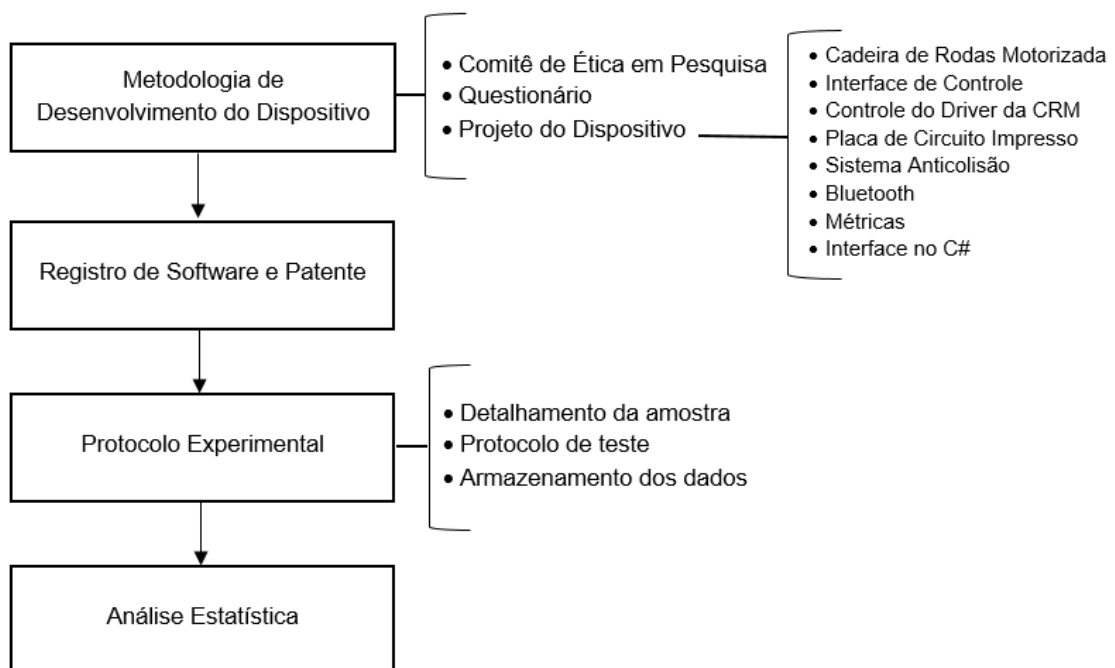 Metodologia de
Desenvolvimento do Dispositivo
• Comitê de Ética em Pesquisa
• Questionário
• Projeto do Dispositivo
• Cadeira de Rodas Motorizada
• Interface de Controle
• Controle do Driver da CRM
• Placa de Circuito Impresso
• Sistema Anticolisão
• Bluetooth
• Métricas
• Interface no C#
Registro de Software e Patente
Protocolo Experimental
• Detalhamento da amostra
• Protocolo de teste
• Armazenamento dos dados
Análise Estatística